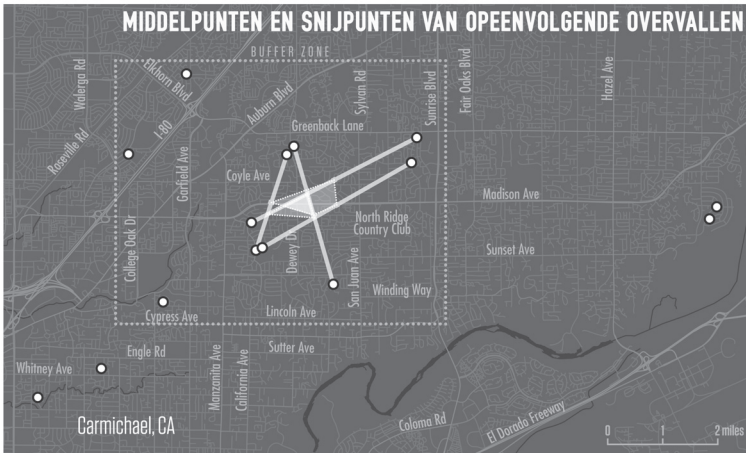 MIDDELPUNTEN EN SNIJPUNTEN VAN OPEENVOLGENDE OVERVALLEN
BUFFER ZONE
Walerga Rd
Elkhorn Blvd
Roseville Rd
I-80
Garfield Ave
Auburn Blvd
Sylvan Rd
Sunrise Blvd
Fair Oaks Blvd
Hazel Ave
Greenback Lane
Coyle Ave
Madison Ave
College Oak Dr
Dewey D
North Ridge
Country Club
Sunset Ave
San Juan Ave
Winding Way
Cypress Ave
Lincoln Ave
Engle Rd
Sutter Ave
Whitney Ave
Manzanita Ave
California Ave
Carmichael, CA
Coloma Rd
El Dorado Freeway
0 1 2 miles